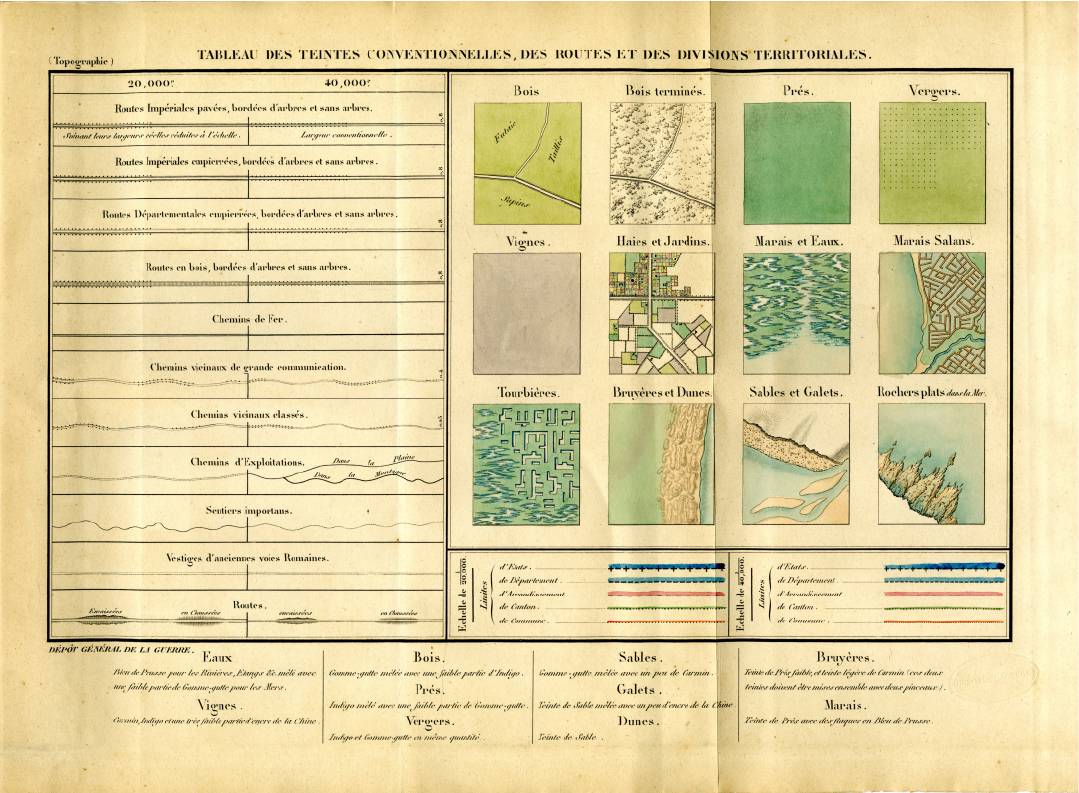 (Topographie)
TABLEAU DES TEINTES CONVENTIONNELLES, DES ROUTES ET DES DIVISIONS TERRITORIALES.
20,000e
40,000e
Routes Impériales pavées, bordées d'arbres et sans arbres.
Suivant leurs largeurs réelles réduites à l'échelle.
Largeur conventionnelle.
Routes Impériales empierrées, bordées d'arbres et sans arbres.
Routes Départementales empierrées, bordées d'arbres et sans arbres.
Routes en bois, bordées d'arbres et sans arbres.
Chemins de Fer.
Chemins vicinaux de grande communication.
Chemins vicinaux classés.
Chemins d'Exploitations.
Dans la Plaine
Dans la Montagne
Sentiers importans.
Vestiges d'anciennes voies Romaines.
Routes.
Encaissées
en Chaussées
encaissées
en Chaussées
Bois
Bois terminés.
Prés.
Vergers.
Futaie
Taillis
Sapins
Vignes.
Haies et Jardins.
Marais et Eaux.
Marais Salans.
Tourbières.
Bruyères et Dunes.
Sables et Galets.
Rochers plats dans la Mer.
Echelle de 20,000.
Limites
d'Etats.
de Département.
d'Arrondissement
de Canton.
de Commune.
Echelle de 40,000.
Limites
d'Etats.
de Département.
d'Arrondissement
de Canton.
de Commune.
DÉPÔT GÉNÉRAL DE LA GUERRE.
Eaux
Bleu de Prusse pour les Rivières, Etangs &c. mêlé avec
une faible partie de Gomme-gutte pour les Mers.
Vignes.
Carmin, Indigo et une très faible partie d'encre de la Chine.
Bois.
Gomme-gutte mêlée avec une faible partie d'Indigo.
Prés.
Indigo mêlé avec une faible partie de Gomme-gutte.
Vergers.
Indigo et Gomme-gutte en même quantité.
Sables.
Gomme-gutte mêlée avec un peu de Carmin.
Galets.
Teinte de Sable mêlée avec un peu d'encre de la Chine
Dunes.
Teinte de Sable.
Bruyères.
Teinte de Prés faible, et teinte légère de Carmin (ces deux
teintes doivent être mises ensemble avec deux pinceaux).
Marais.
Teinte de Prés avec des flaques en Bleu de Prusse.